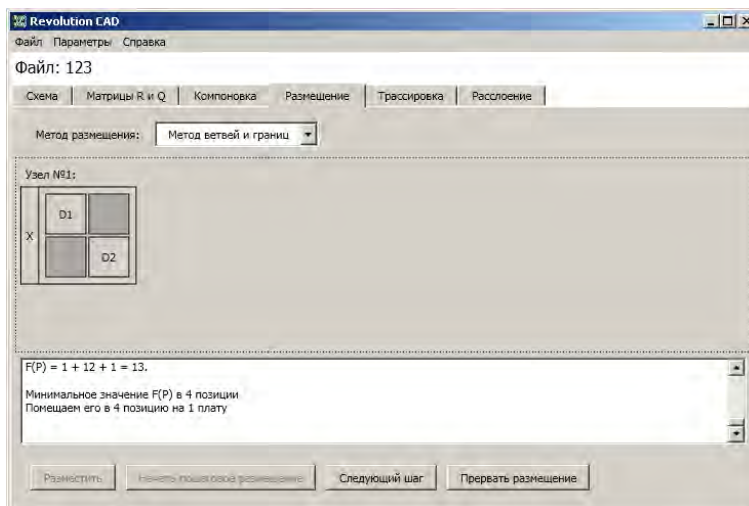 Revolution CAD
Файл Параметры Справка
Файл: 123
Схема Матрицы R и Q Компоновка Размещение Трассировка Расслоение
Метод размещения: Метод ветвей и границ
Узел №1:
D1
X
D2
F(P) = 1 + 12 + 1 = 13.
Минимальное значение F(P) в 4 позиции
Помещаем его в 4 позицию на 1 плату
Разместить Начать пошаговое размещение Следующий шаг Прервать размещение